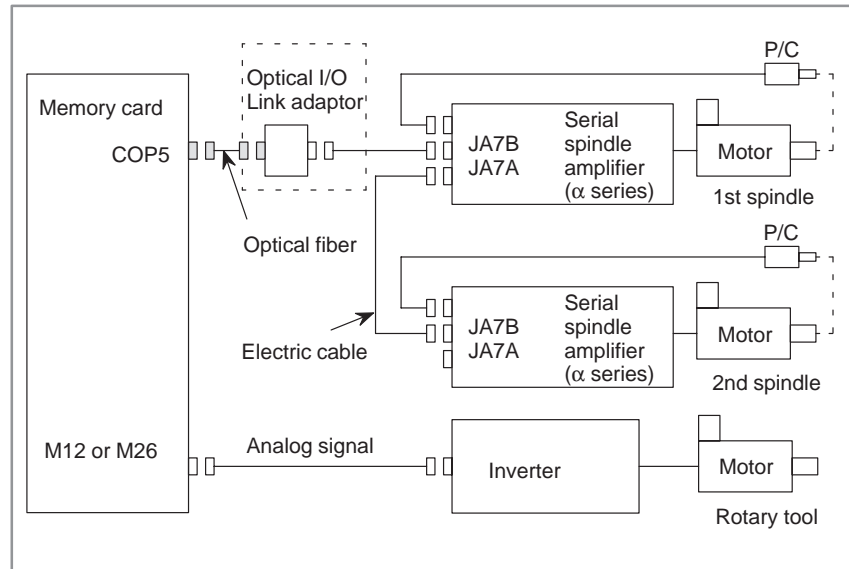 P/C
Optical I/O
Link adaptor
Memory card
COP5
JA7B
JA7A
Serial
spindle
amplifier
(α series)
Motor
1st spindle
Optical fiber
P/C
Electric cable
JA7B
JA7A
Serial
spindle
amplifier
(α series)
Motor
2nd spindle
M12 or M26
Analog signal
Inverter
Motor
Rotary tool